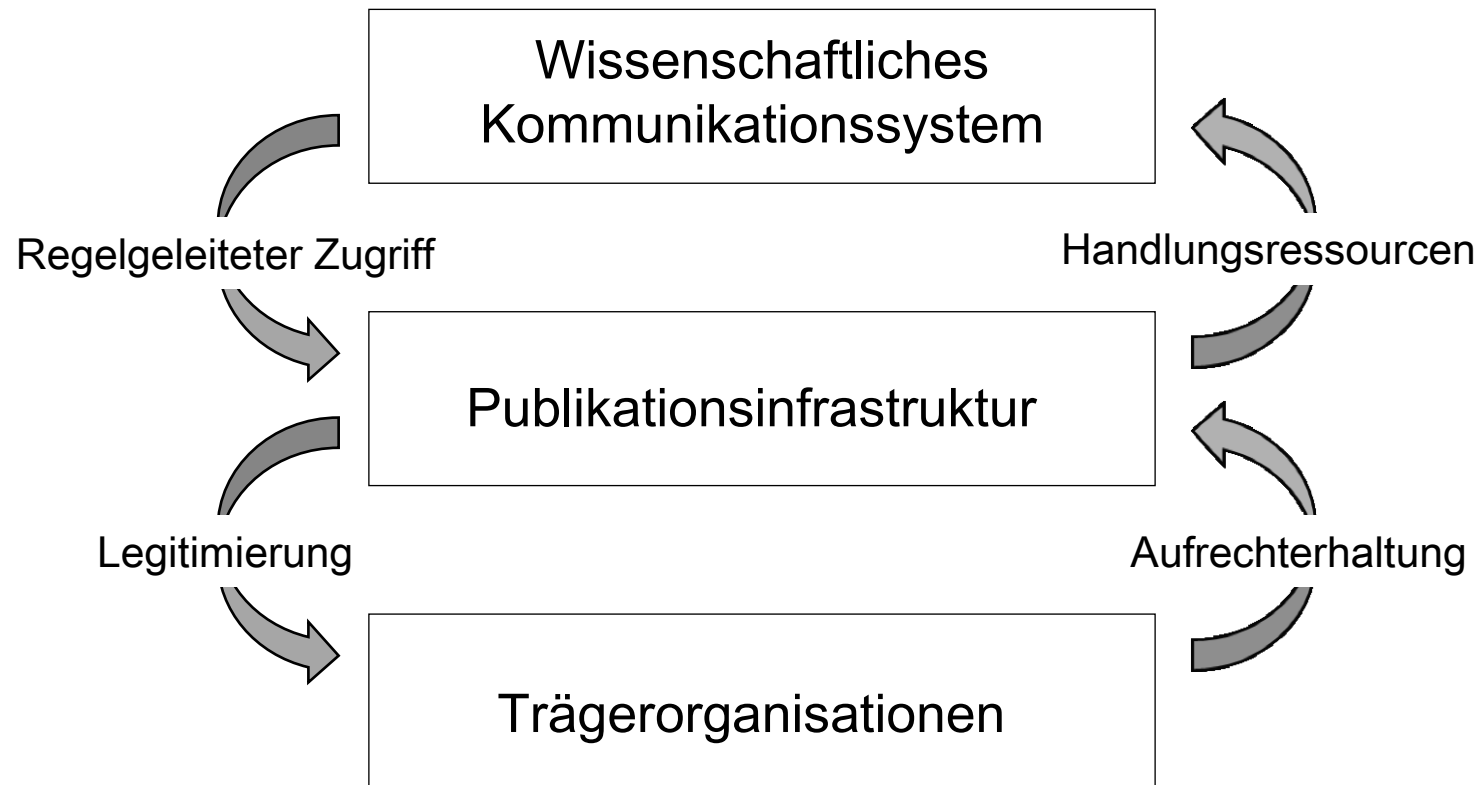 Wissenschaftliches
Kommunikationssystem
Regelgeleiteter Zugriff
Handlungsressourcen
Publikationsinfrastruktur
Legitimierung
Aufrechterhaltung
Trägerorganisationen